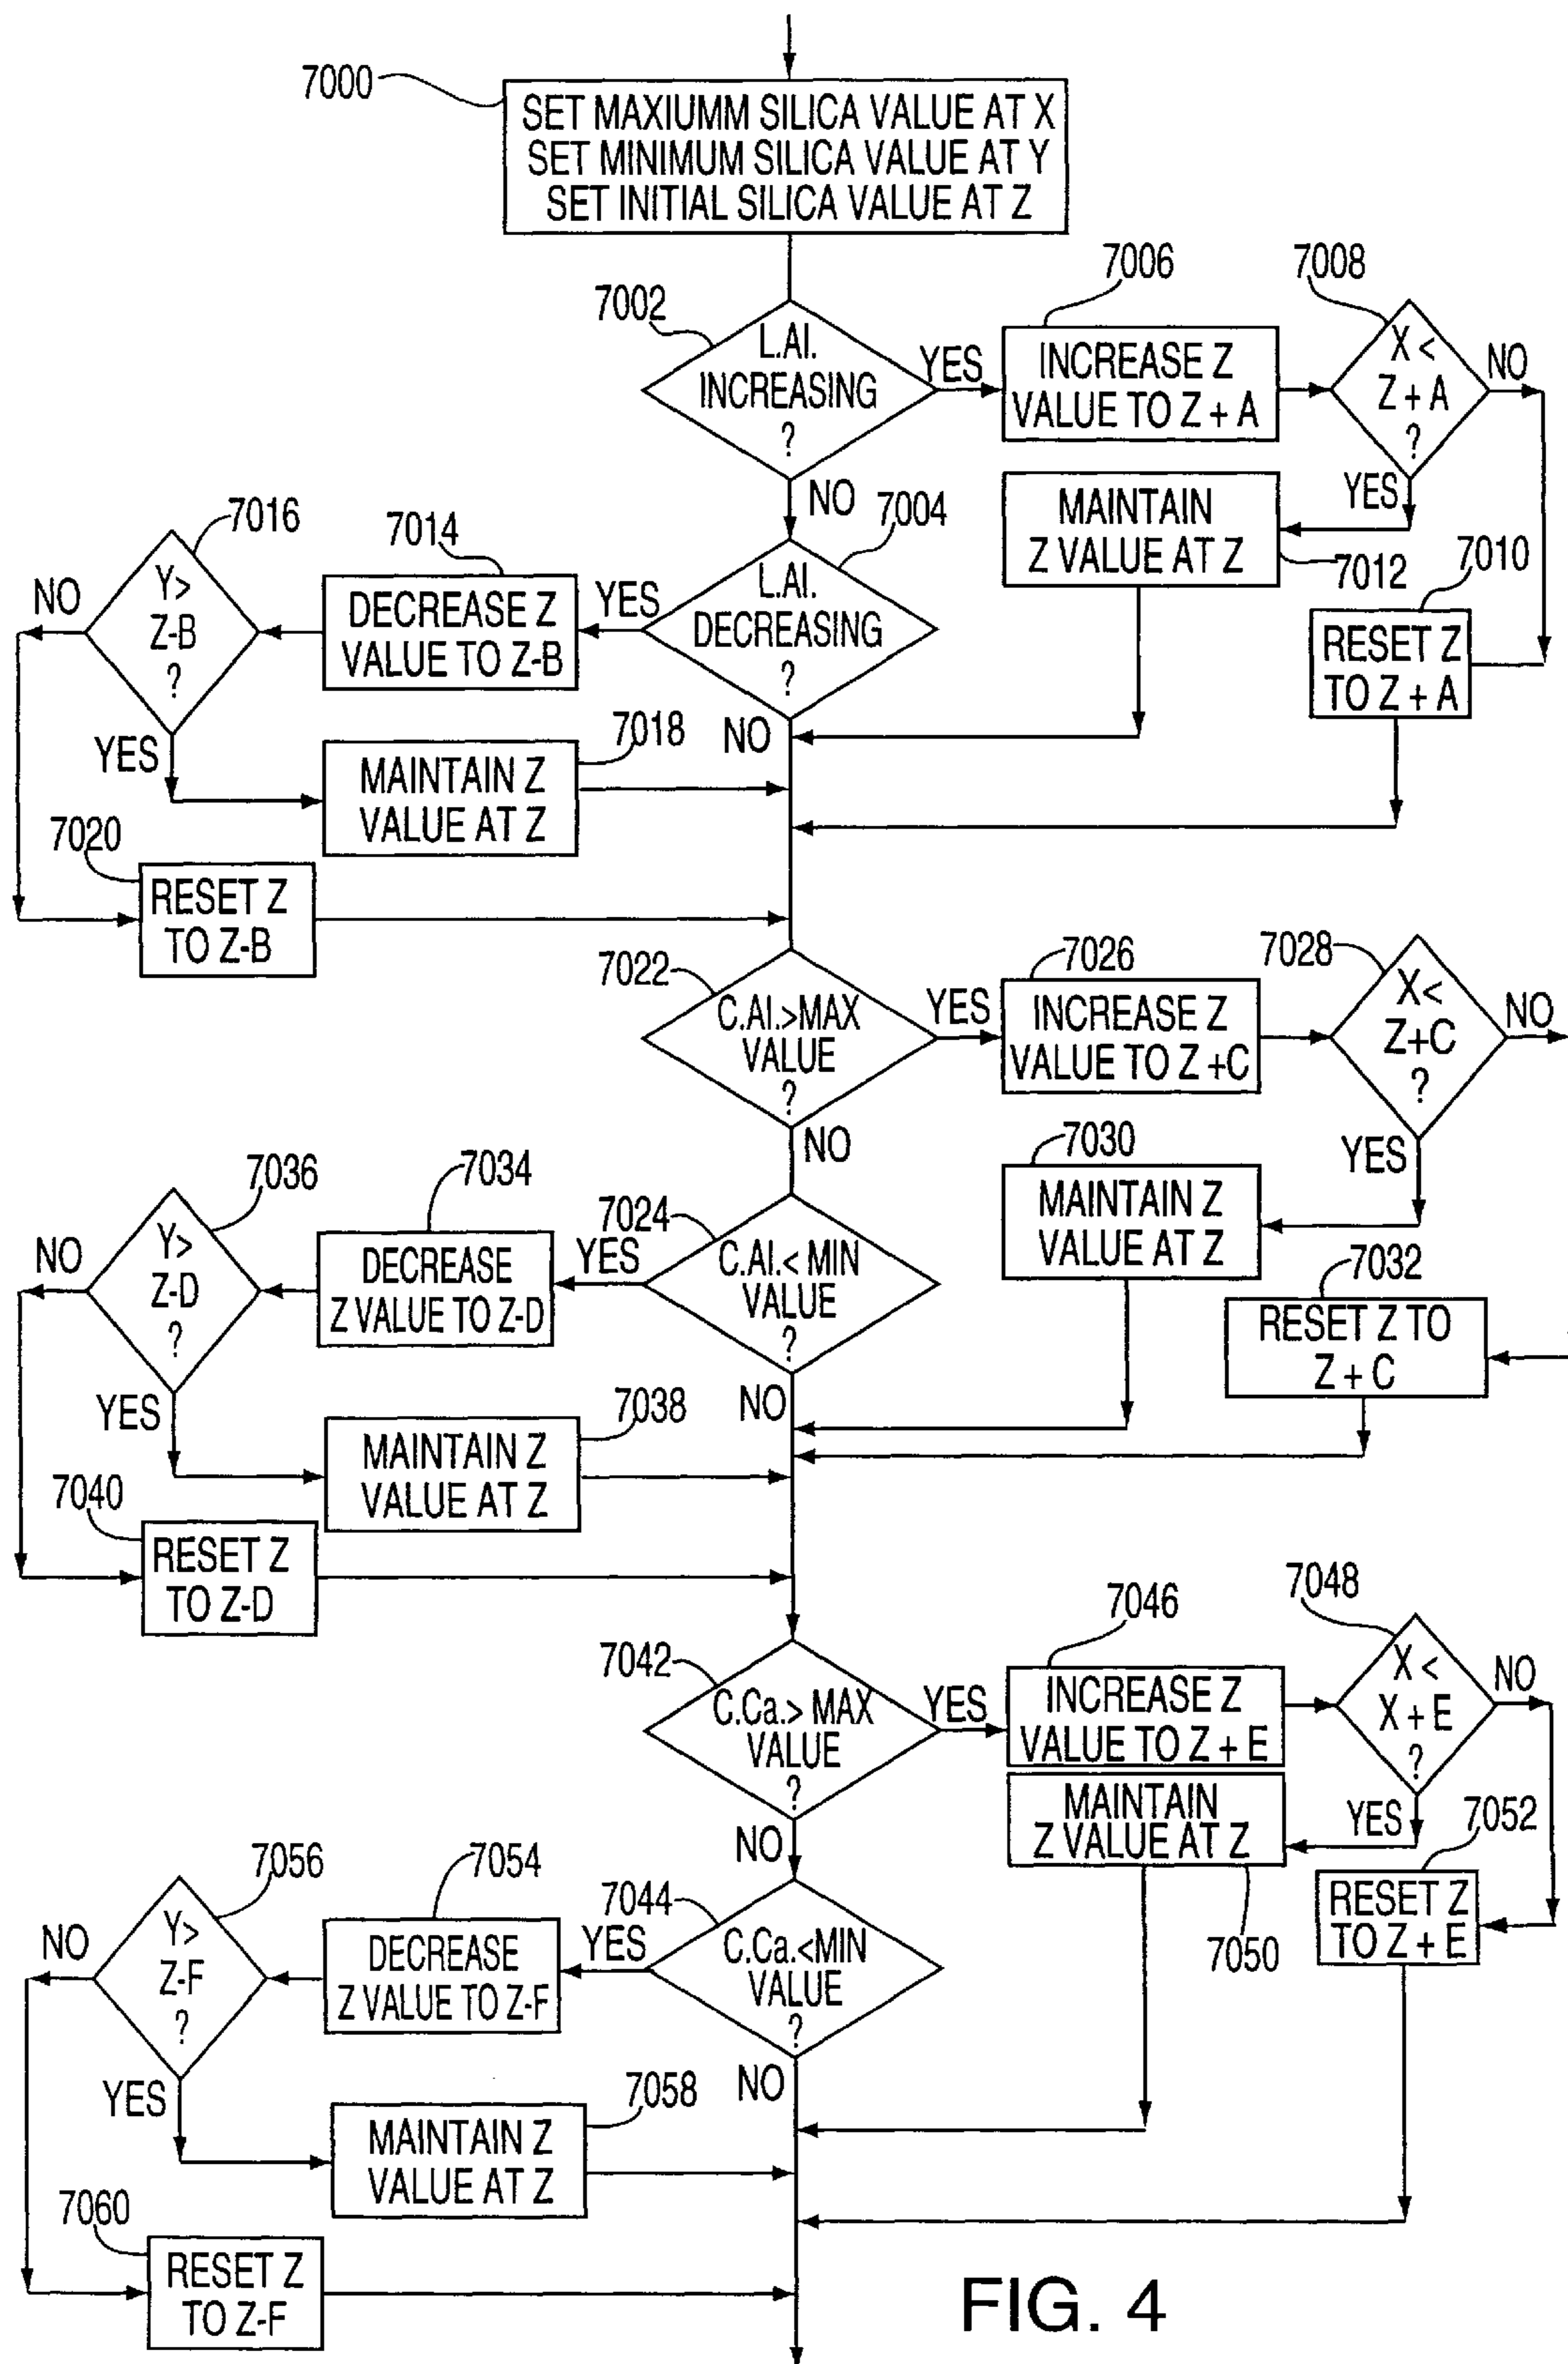 7000
SET MAXIUMM SILICA VALUE AT X
SET MINIMUM SILICA VALUE AT Y
SET INITIAL SILICA VALUE AT Z
7002
L.Al.
INCREASING
?
YES
7006
INCREASE Z
VALUE TO Z + A
7008
X <
Z + A
?
NO
YES
NO
MAINTAIN
Z VALUE AT Z
7012
7010
RESET Z
TO Z + A
7004
L.Al.
DECREASING
?
YES
NO
7014
DECREASE Z
VALUE TO Z-B
7016
Y>
Z-B
?
NO
YES
7018
MAINTAIN Z
VALUE AT Z
7020
RESET Z
TO Z-B
7022
C.Al.>MAX
VALUE
?
YES
NO
7026
INCREASE Z
VALUE TO Z +C
7028
X<
Z+C
?
NO
YES
7030
MAINTAIN Z
VALUE AT Z
7032
RESET Z TO
Z + C
7024
C.Al.< MIN
VALUE
?
YES
NO
7034
DECREASE
Z VALUE TO Z-D
7036
Y>
Z-D
?
NO
YES
7038
MAINTAIN Z
VALUE AT Z
7040
RESET Z
TO Z-D
7042
C.Ca.> MAX
VALUE
?
YES
NO
7046
INCREASE Z
VALUE TO Z + E
7048
X <
X + E
?
NO
YES
MAINTAIN
Z VALUE AT Z
7050
7052
RESET Z
TO Z + E
7044
C.Ca.<MIN
VALUE
?
YES
NO
7054
DECREASE
Z VALUE TO Z-F
7056
Y>
Z-F
?
NO
YES
7058
MAINTAIN Z
VALUE AT Z
7060
RESET Z
TO Z-F
FIG. 4